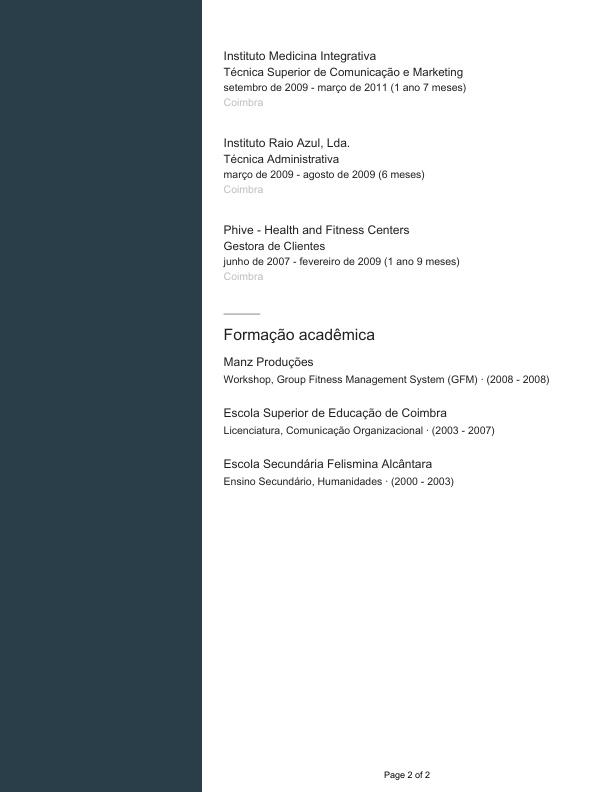 Instituto Medicina Integrativa
Técnica Superior de Comunicação e Marketing
setembro de 2009 - março de 2011 (1 ano 7 meses)
Coimbra
Instituto Raio Azul, Lda.
Técnica Administrativa
março de 2009 - agosto de 2009 (6 meses)
Coimbra
Phive - Health and Fitness Centers
Gestora de Clientes
junho de 2007 - fevereiro de 2009 (1 ano 9 meses)
Coimbra
Formação acadêmica
Manz Produções
Workshop, Group Fitness Management System (GFM) · (2008 - 2008)
Escola Superior de Educação de Coimbra
Licenciatura, Comunicação Organizacional · (2003 - 2007)
Escola Secundária Felismina Alcântara
Ensino Secundário, Humanidades · (2000 - 2003)
Page 2 of 2